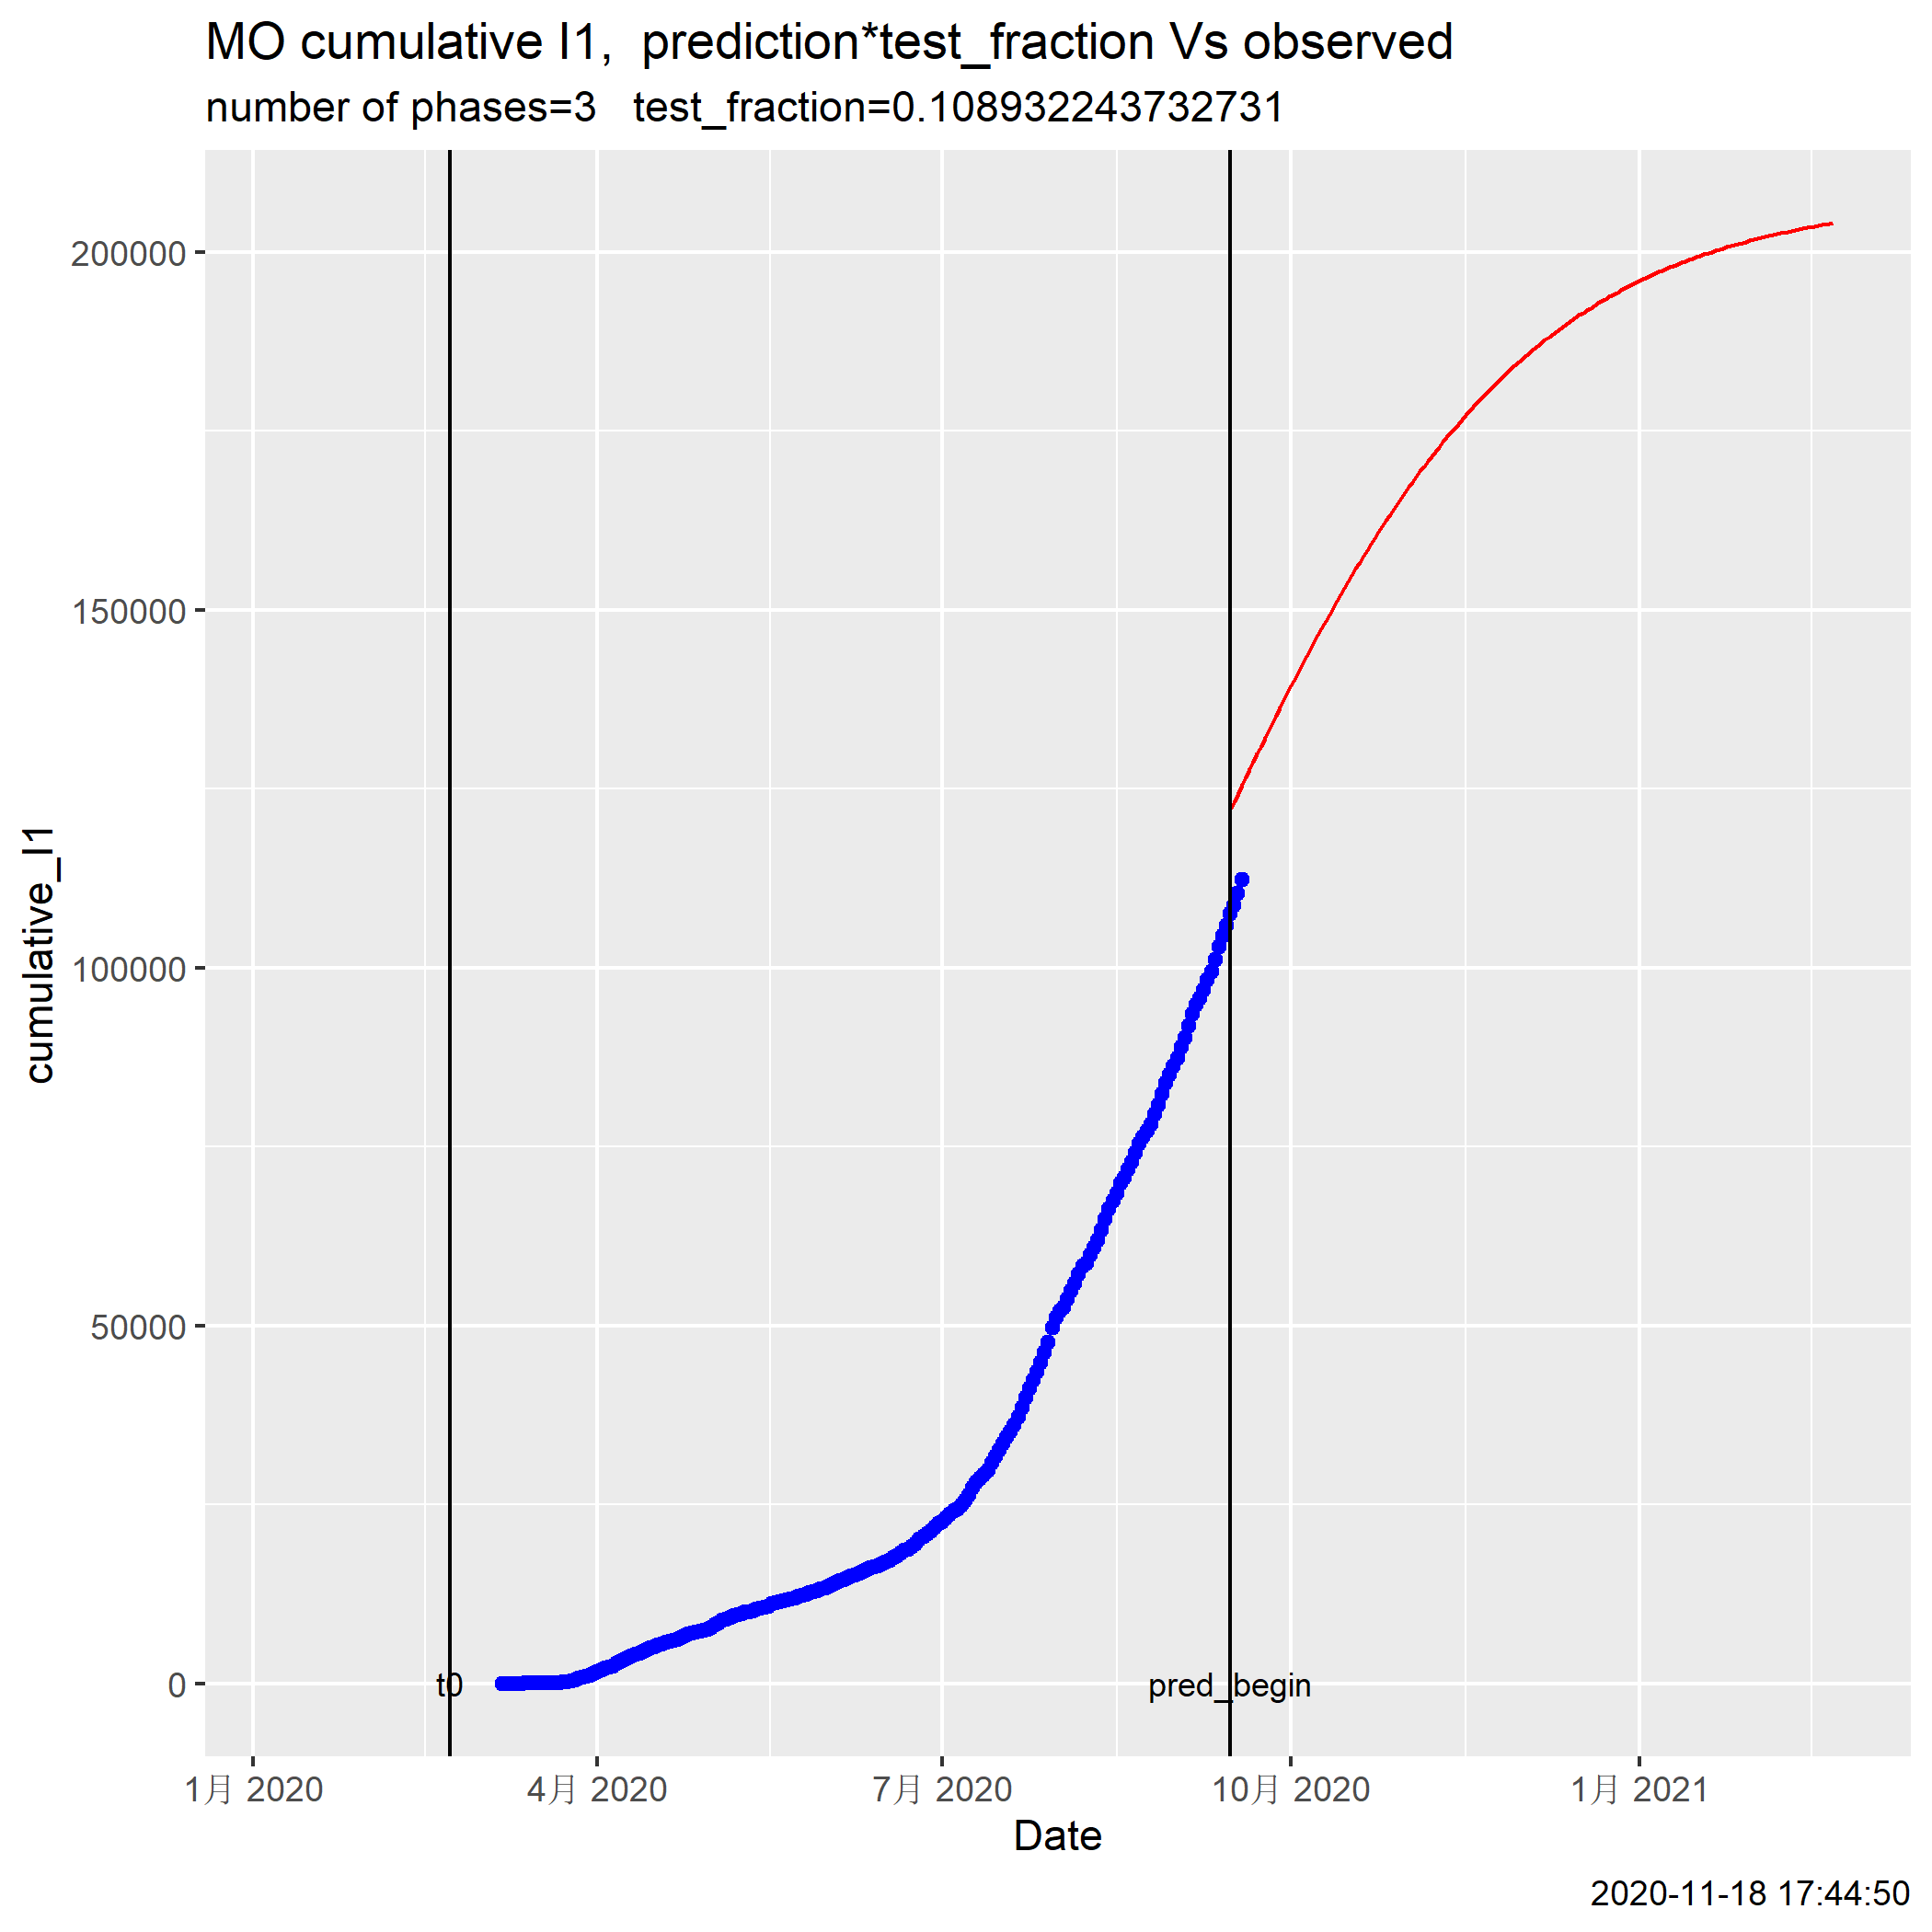 MO cumulative I1,  prediction*test_fraction Vs observed
number of phases=3   test_fraction=0.108932243732731
cumulative_I1
200000
150000
100000
50000
0
t0
pred_begin
1月 2020
4月 2020
7月 2020
10月 2020
1月 2021
Date
2020-11-18 17:44:50